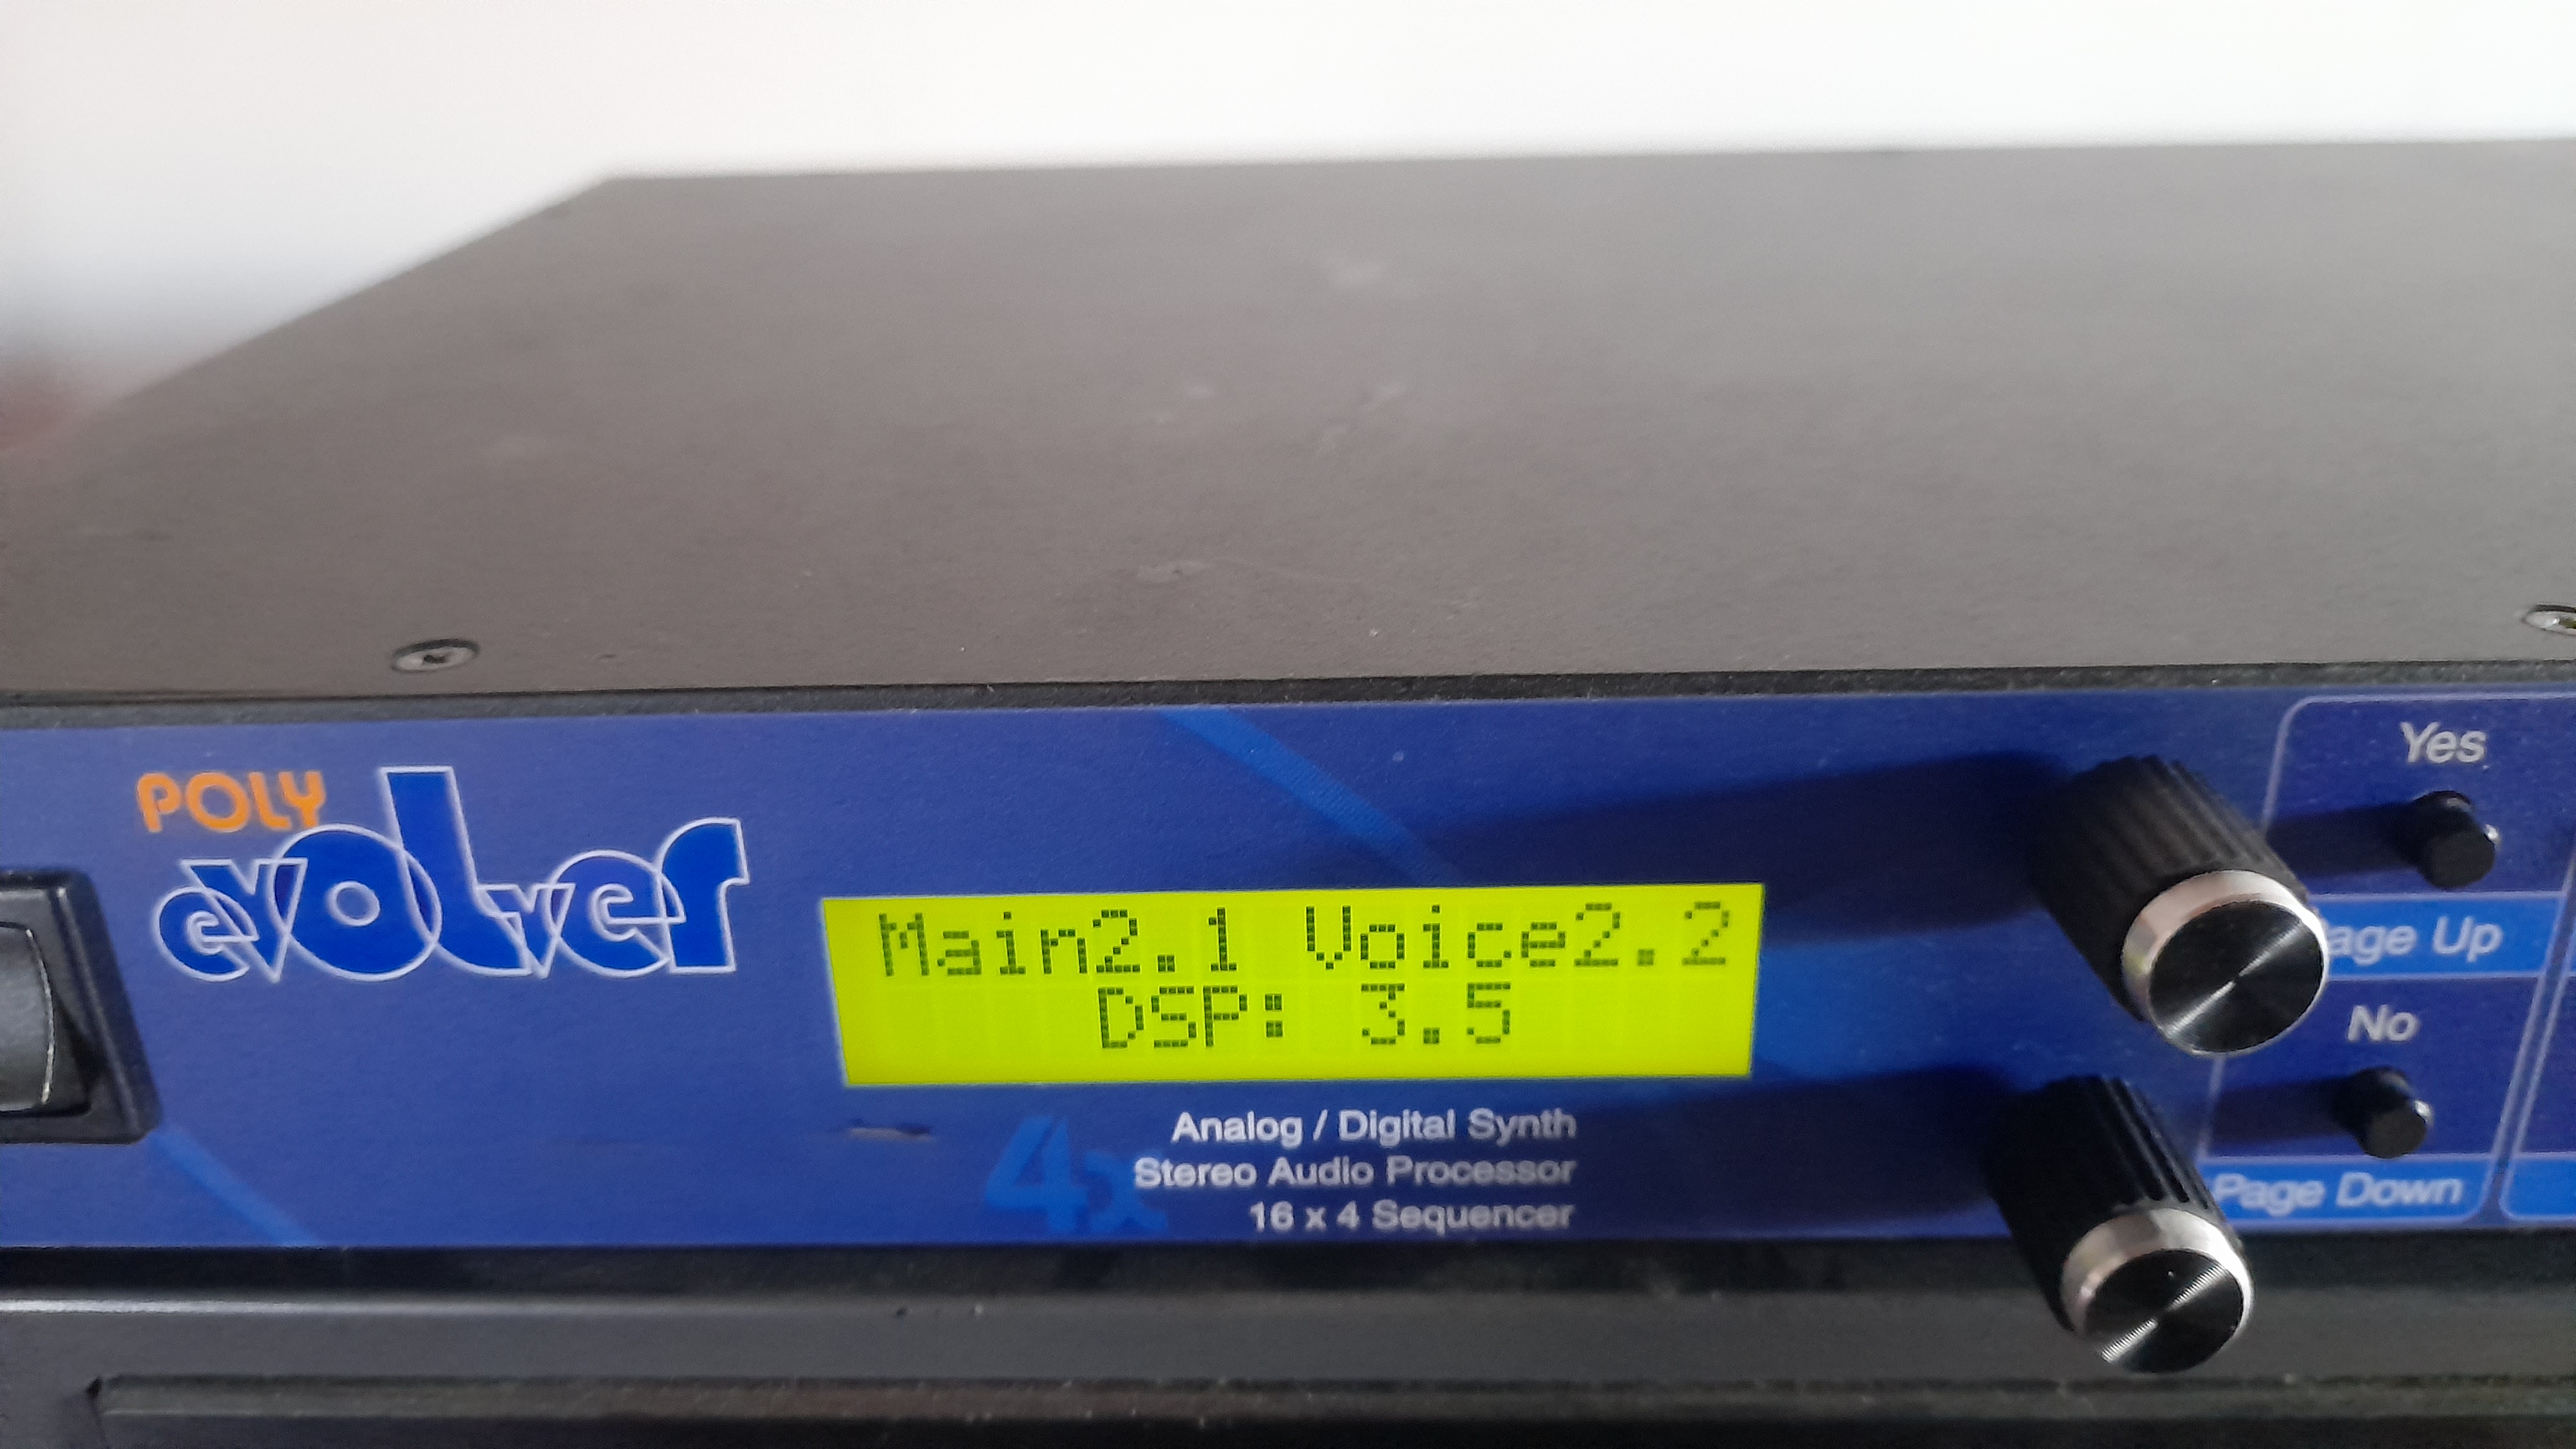 POLY
evolver
Main2.1 Voice2.2
DSP: 3.5
4x
Analog / Digital Synth
Stereo Audio Processor
16 x 4 Sequencer
Yes
Page Up
No
Page Down